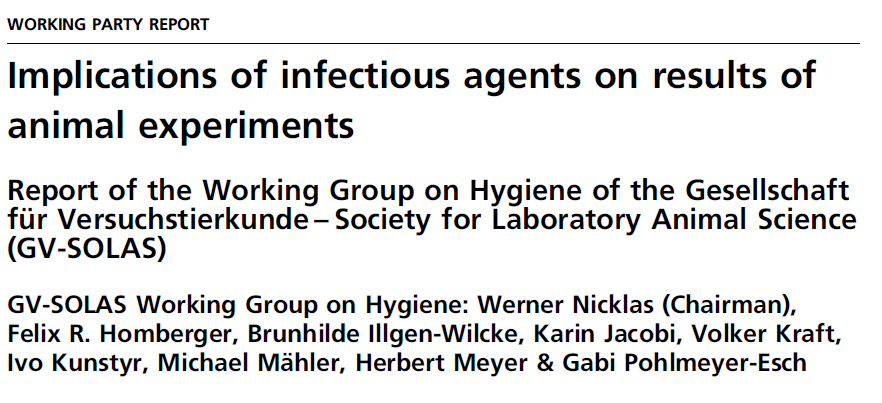 WORKING PARTY REPORT
Implications of infectious agents on results of
animal experiments
Report of the Working Group on Hygiene of the Gesellschaft
für Versuchstierkunde – Society for Laboratory Animal Science
(GV-SOLAS)
GV-SOLAS Working Group on Hygiene: Werner Nicklas (Chairman),
Felix R. Homberger, Brunhilde Illgen-Wilcke, Karin Jacobi, Volker Kraft,
Ivo Kunstyr, Michael Mähler, Herbert Meyer & Gabi Pohlmeyer-Esch